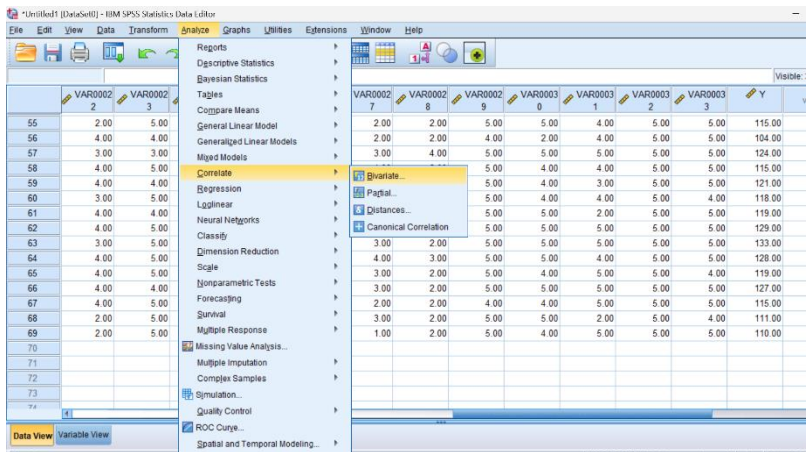 *Untitled1 [DataSet0] - IBM SPSS Statistics Data Editor
File Edit View Data Transform Analyze Graphs Utilities Extensions Window Help
Visible:
VAR0002 2 VAR0002 3 VAR0002 7 VAR0002 8 VAR0002 9 VAR0003 0 VAR0003 1 VAR0003 2 VAR0003 3 Y
55 2.00 5.00 2.00 2.00 5.00 5.00 4.00 5.00 5.00 115.00
56 4.00 4.00 2.00 2.00 4.00 2.00 4.00 5.00 5.00 104.00
57 3.00 3.00 3.00 4.00 5.00 5.00 5.00 5.00 5.00 124.00
58 4.00 5.00 5.00 4.00 5.00 5.00 5.00 115.00
59 4.00 4.00 5.00 4.00 3.00 5.00 5.00 121.00
60 3.00 5.00 5.00 4.00 4.00 5.00 4.00 118.00
61 4.00 4.00 5.00 5.00 2.00 5.00 5.00 119.00
62 4.00 5.00 5.00 5.00 5.00 5.00 5.00 129.00
63 3.00 5.00 3.00 2.00 5.00 5.00 5.00 5.00 5.00 133.00
64 4.00 5.00 4.00 3.00 5.00 4.00 5.00 5.00 4.00 128.00
65 4.00 5.00 3.00 2.00 5.00 4.00 5.00 5.00 4.00 119.00
66 4.00 5.00 3.00 2.00 5.00 5.00 5.00 5.00 5.00 127.00
67 4.00 5.00 2.00 2.00 4.00 4.00 5.00 5.00 5.00 115.00
68 2.00 5.00 3.00 2.00 5.00 5.00 2.00 5.00 4.00 111.00
69 2.00 5.00 1.00 2.00 5.00 4.00 5.00 5.00 5.00 110.00
70
71
72
73
74
Reports
Descriptive Statistics
Bayesian Statistics
Tables
Compare Means
General Linear Model
Generalized Linear Models
Mixed Models
Correlate
Regression
Loglinear
Neural Networks
Classify
Dimension Reduction
Scale
Nonparametric Tests
Forecasting
Survival
Multiple Response
Missing Value Analysis...
Multiple Imputation
Complex Samples
Simulation...
Quality Control
ROC Curve...
Spatial and Temporal Modeling...
Bivariate...
Partial...
Distances...
Canonical Correlation
Data View Variable View